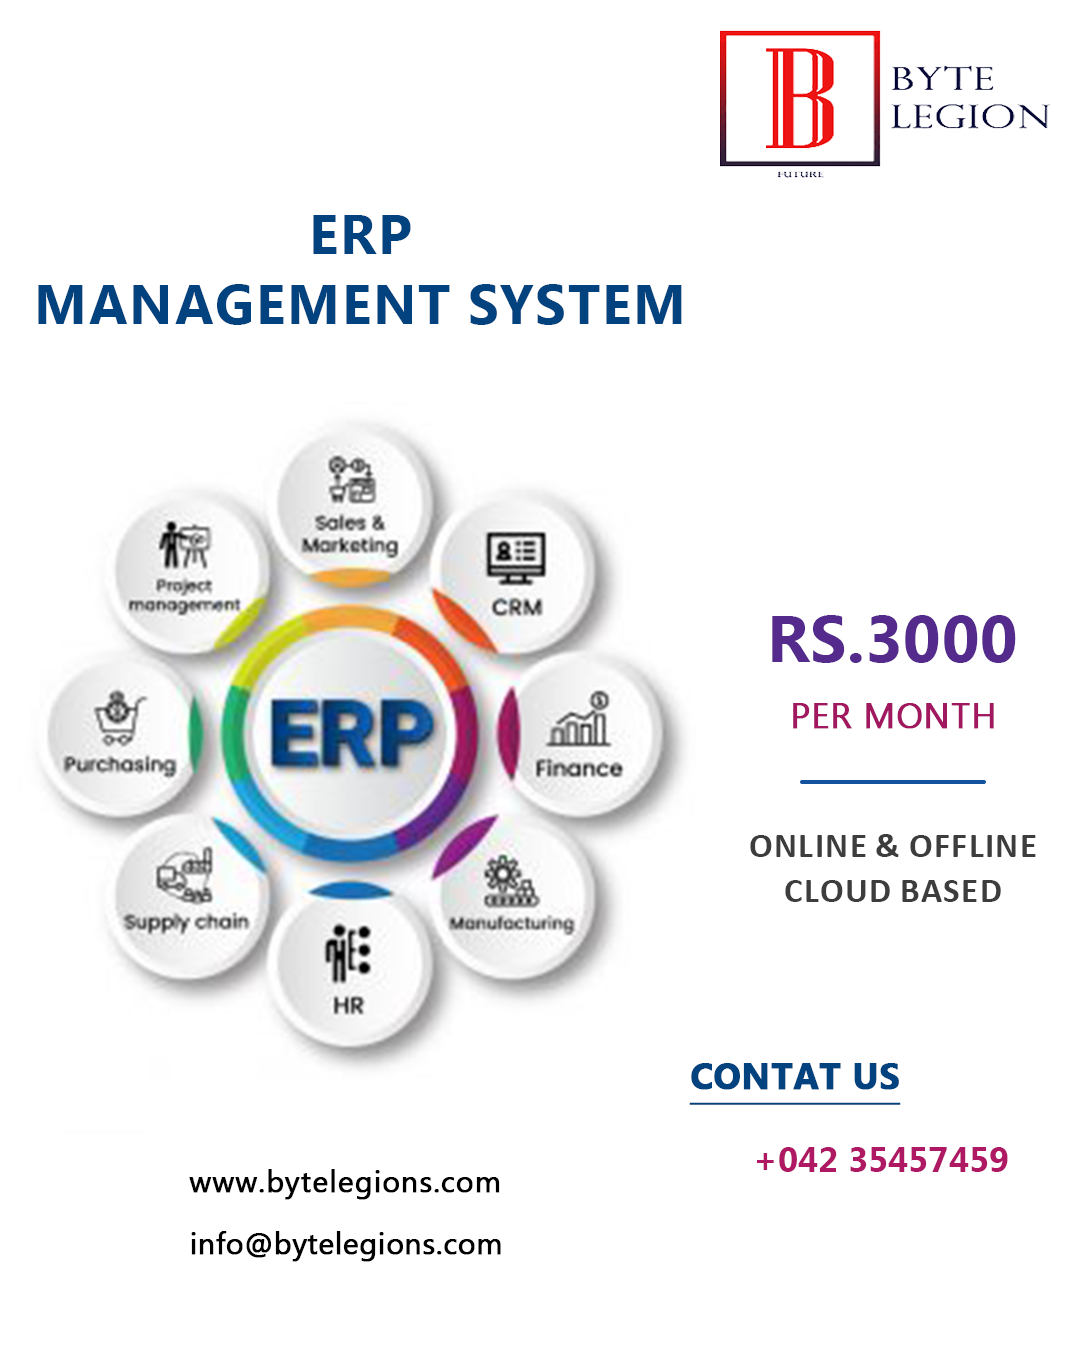 B
BYTE
LEGION
FUTURE
ERP
MANAGEMENT SYSTEM
Sales &
Marketing
Project
management
CRM
ERP
Purchasing
Finance
Supply chain
Manufacturing
HR
RS.3000
PER MONTH
ONLINE & OFFLINE
CLOUD BASED
CONTAT US
+042 35457459
www.bytelegions.com
info@bytelegions.com